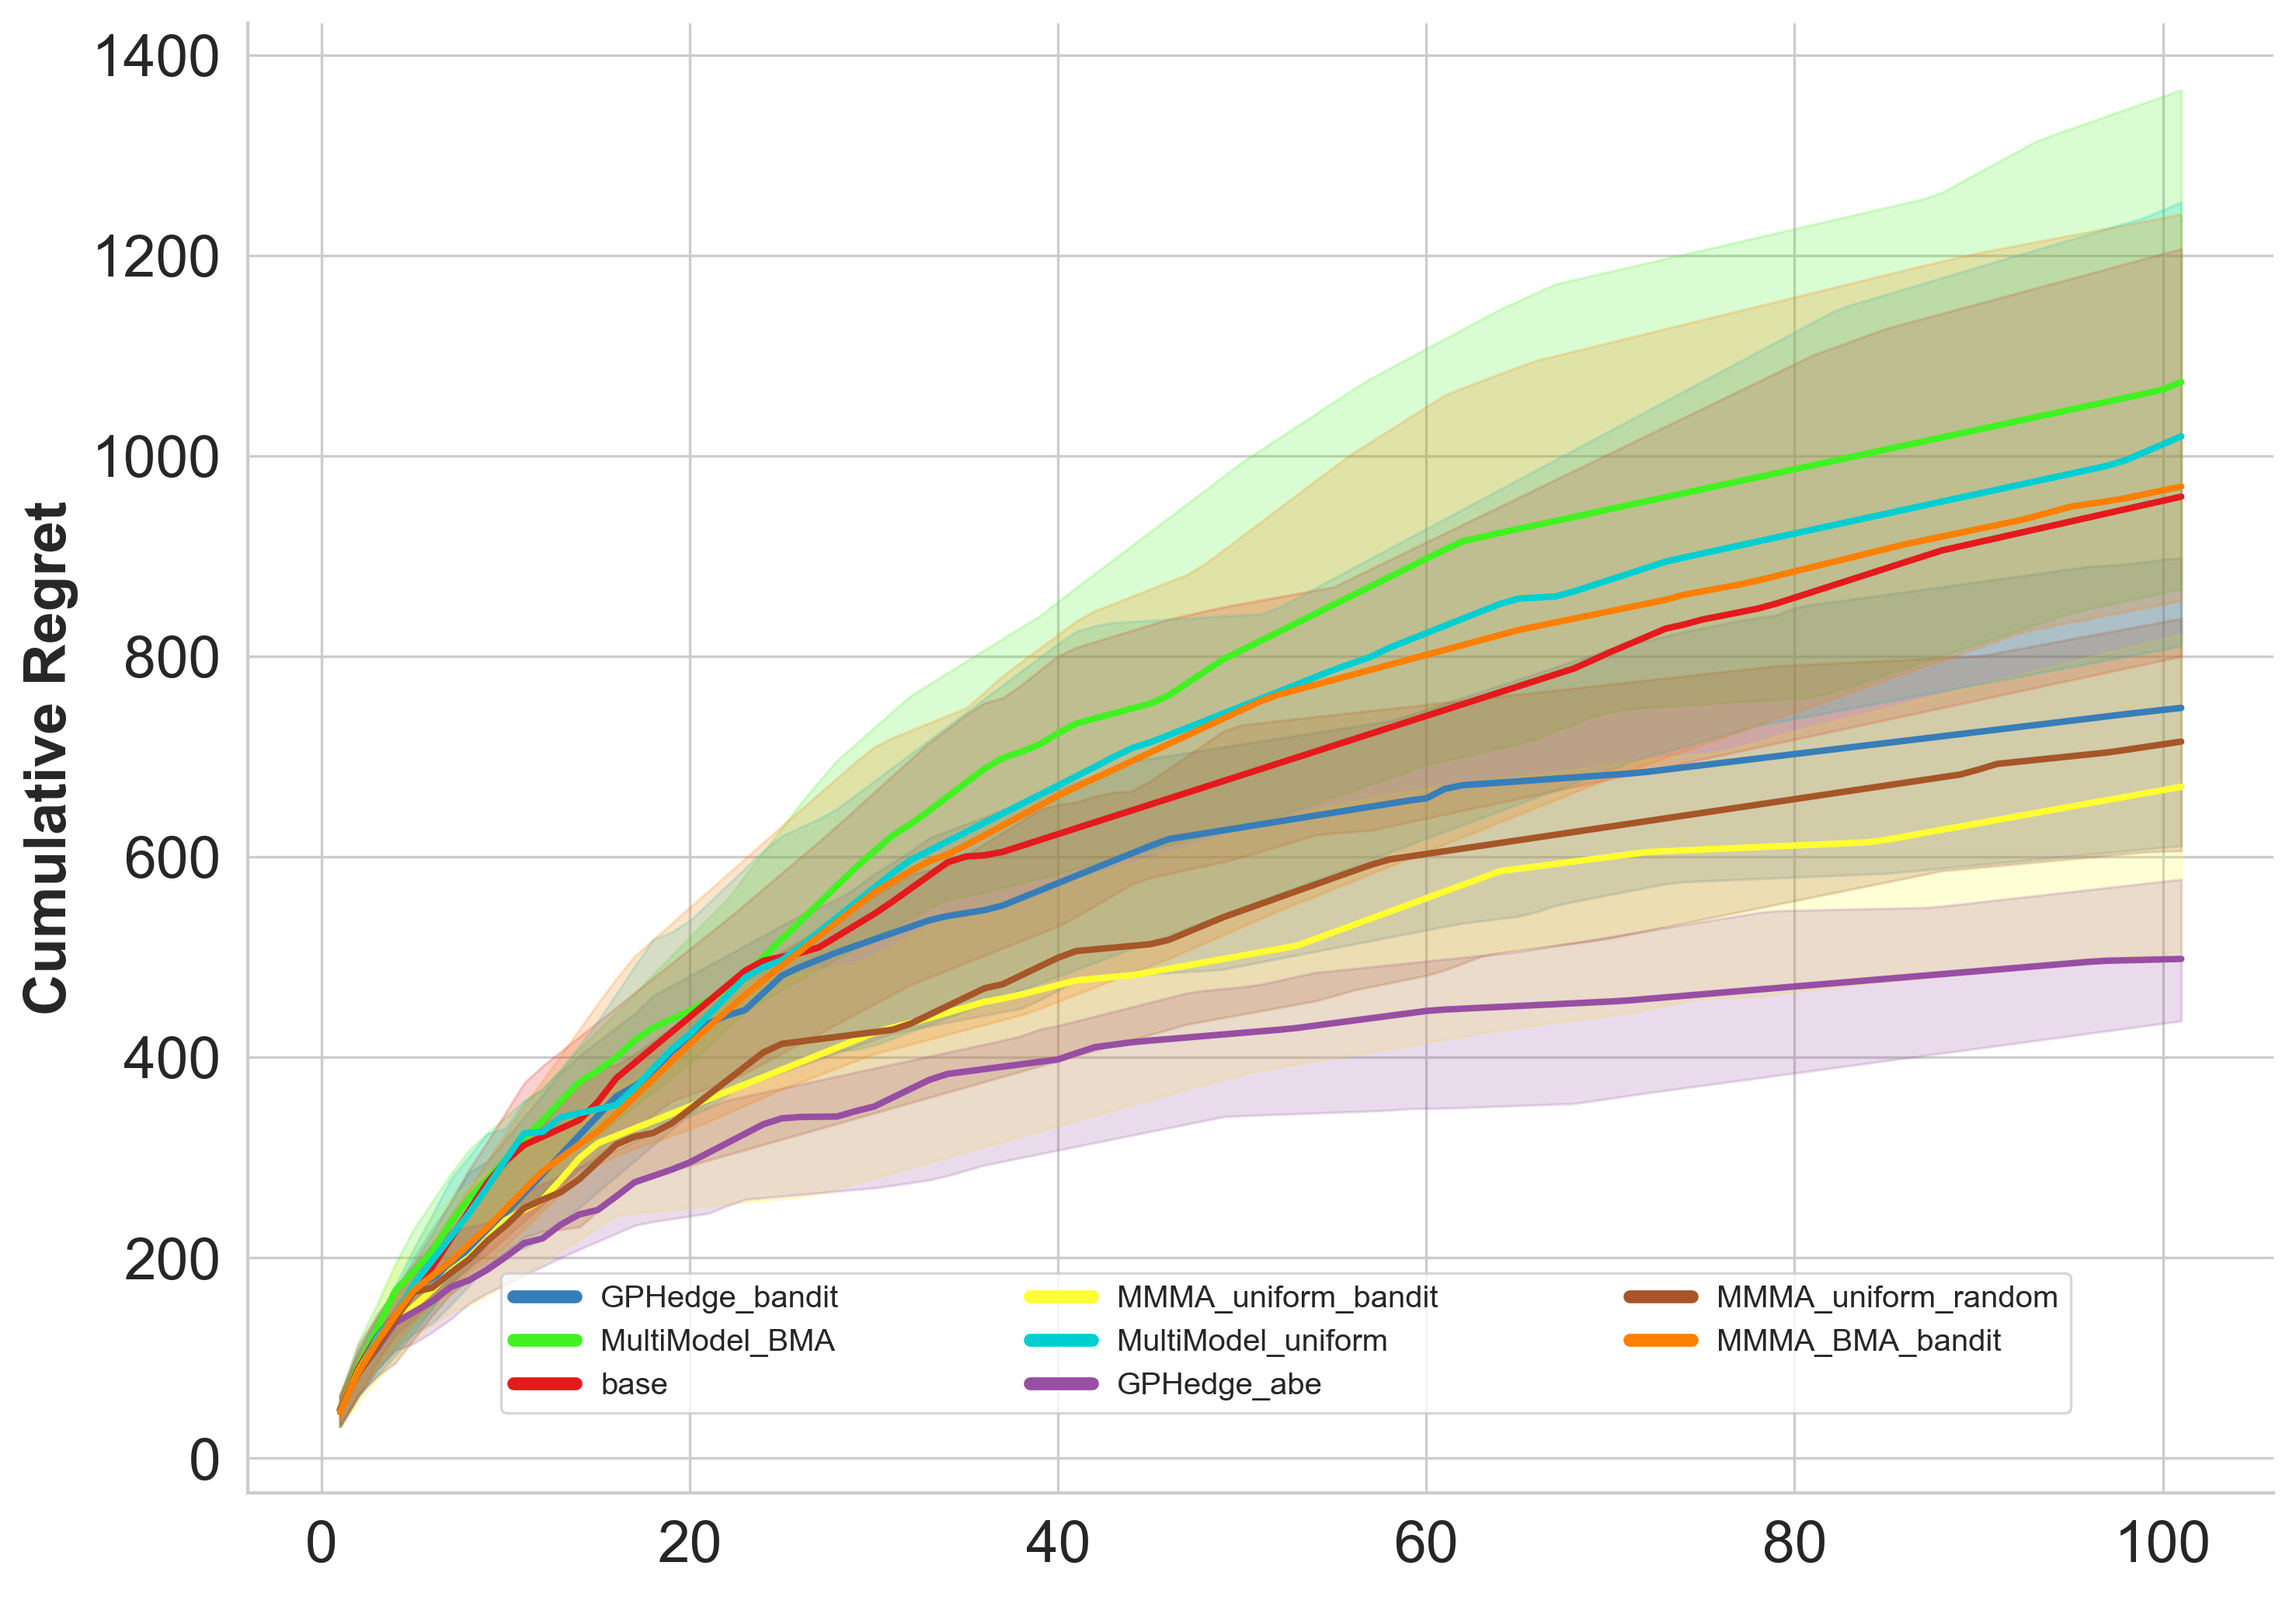 1400
1200
1000
800
600
400
200
0
Cumulative Regret
GPHedge_bandit
MultiModel_BMA
base
MMMA_uniform_bandit
MultiModel_uniform
GPHedge_abe
MMMA_uniform_random
MMMA_BMA_bandit
0 20 40 60 80 100